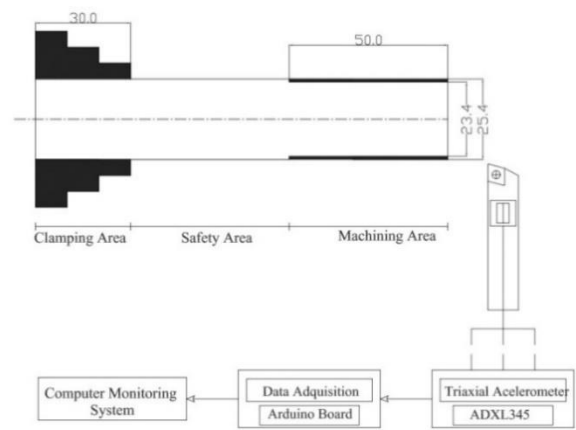 30.0
50.0
23.4
25.4
Clamping Area
Safety Area
Machining Area
Computer Monitoring
System
Data Adquisition
Arduino Board
Triaxial Acelerometer
ADXL345